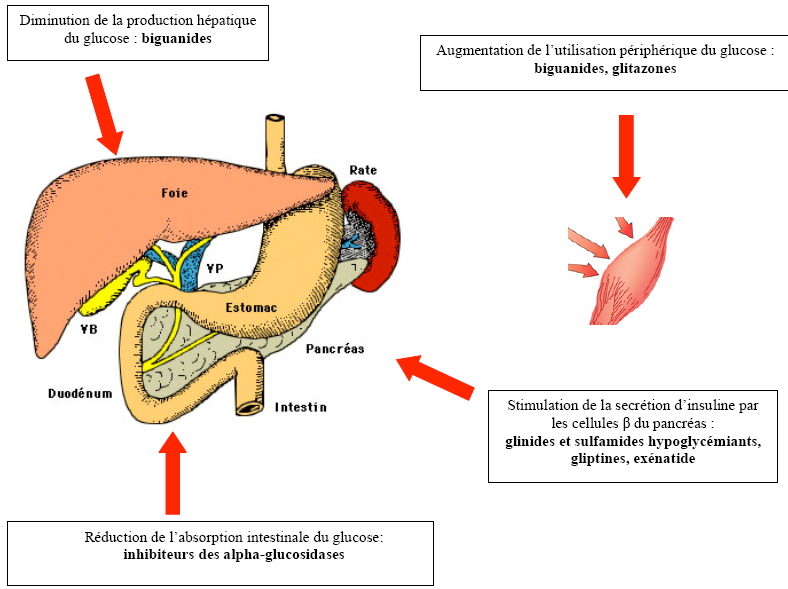 Diminution de la production hépatique
du glucose : biguanides
Augmentation de l’utilisation périphérique du glucose :
biguanides, glitazones
Rate
Foie
VP
Estomac
VB
Pancréas
Duodénum
Intestin
Stimulation de la secrétion d’insuline par
les cellules β du pancréas :
glinides et sulfamides hypoglycémiants,
gliptines, exénatide
Réduction de l’absorption intestinale du glucose:
inhibiteurs des alpha-glucosidases